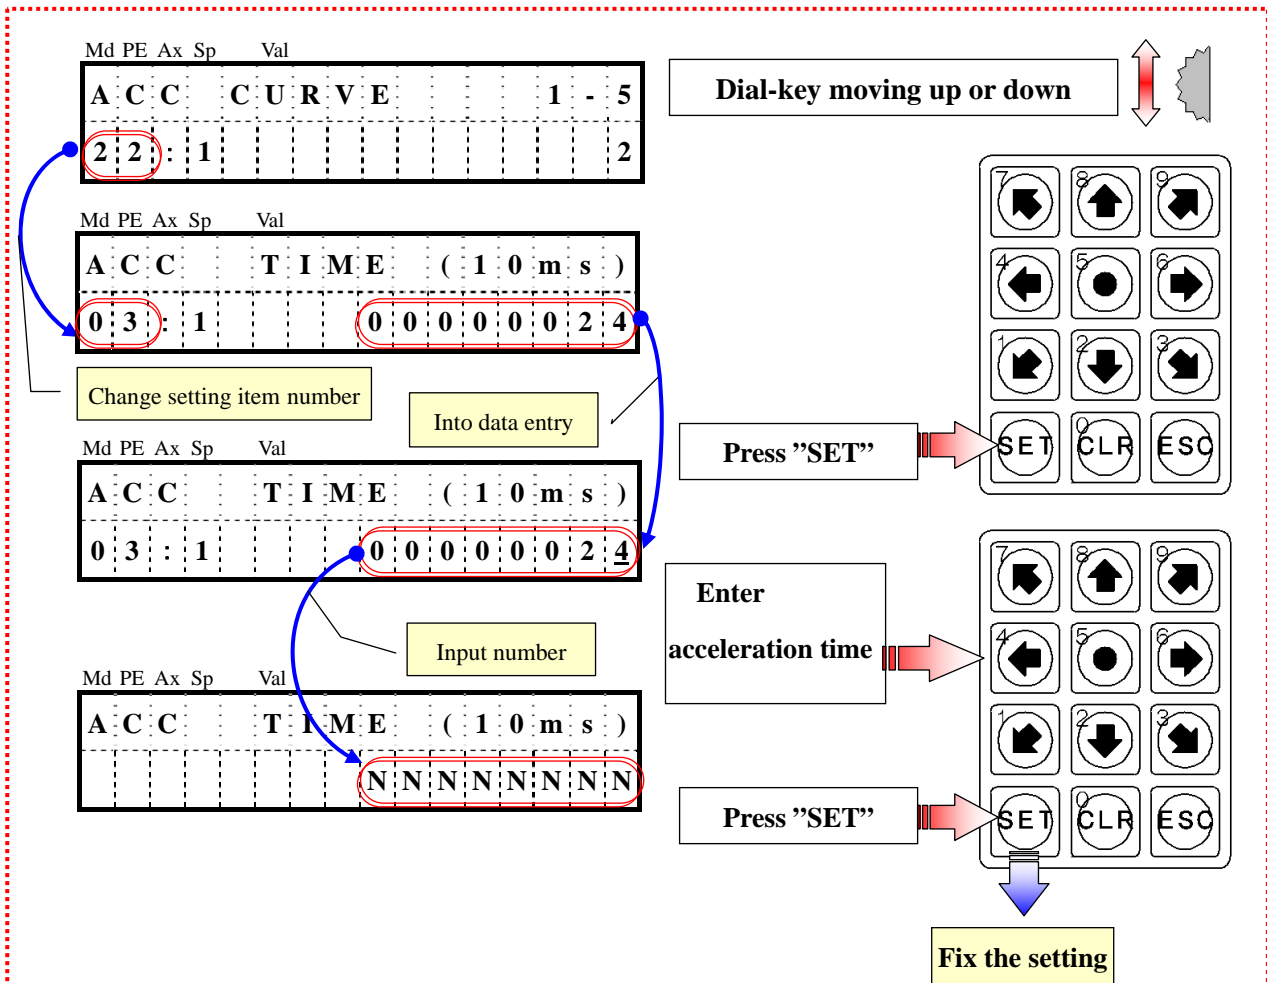 Md PE Ax Sp Val
ACC CURVE 1-5
22:1 2
Dial-key moving up or down
Md PE Ax Sp Val
ACC TIME (10ms)
03:1 00000024
Change setting item number
Into data entry
7 8 9
4 5 6
1 2 3
0
SET CLR ESC
Press ”SET”
Md PE Ax Sp Val
ACC TIME (10ms)
03:1 00000024
Input number
Enter
acceleration time
7 8 9
4 5 6
1 2 3
0
SET CLR ESC
Md PE Ax Sp Val
ACC TIME (10ms)
NNNNNNNN
Press ”SET”
Fix the setting